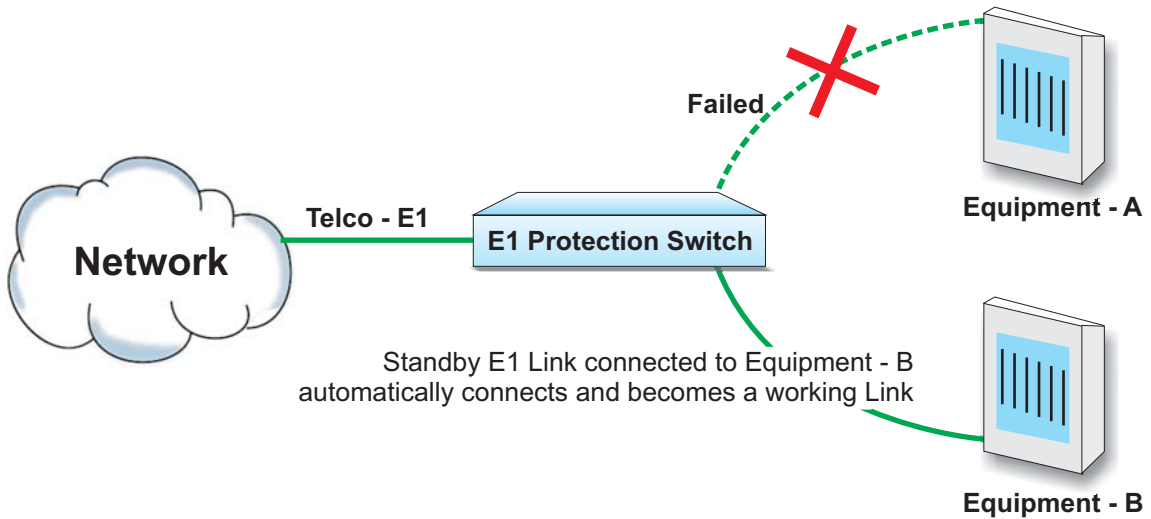 Failed
Equipment - A
Telco - E1
E1 Protection Switch
Network
Standby E1 Link connected to Equipment - B
automatically connects and becomes a working Link
Equipment - B